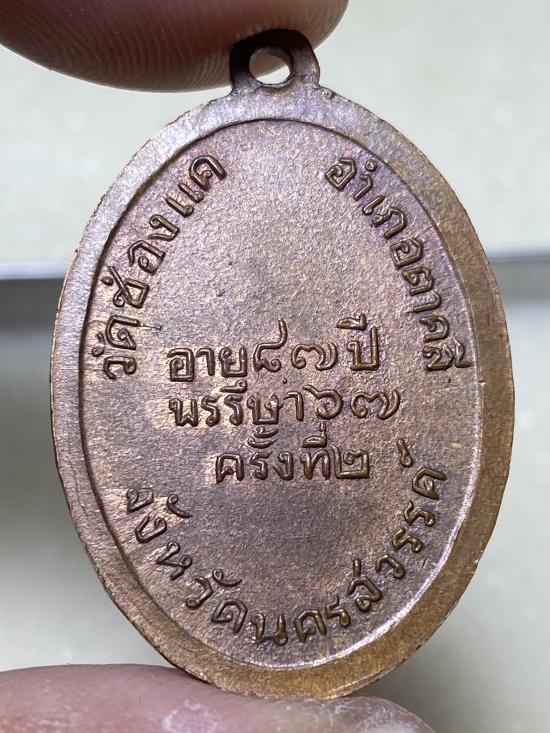 วัดช่องแค
อำเภอตาคลี
อายุ๘๗ปี
พรรึษา๖๗
ครั้งที่๒
จังหวัดนครสวรรค์